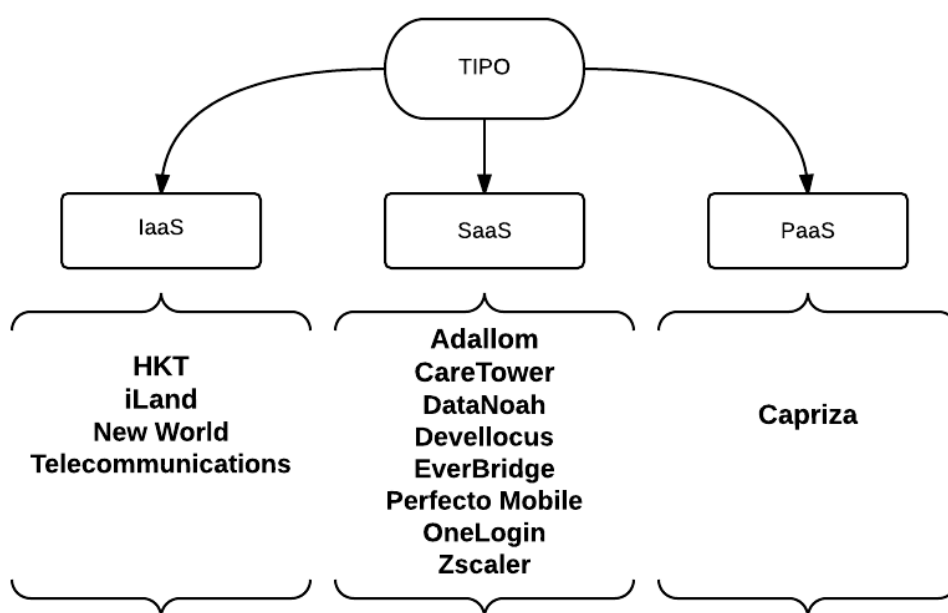 TIPO
IaaS
SaaS
PaaS
HKT
iLand
New World
Telecommunications
Adallom
CareTower
DataNoah
Devellocus
EverBridge
Perfecto Mobile
OneLogin
Zscaler
Capriza